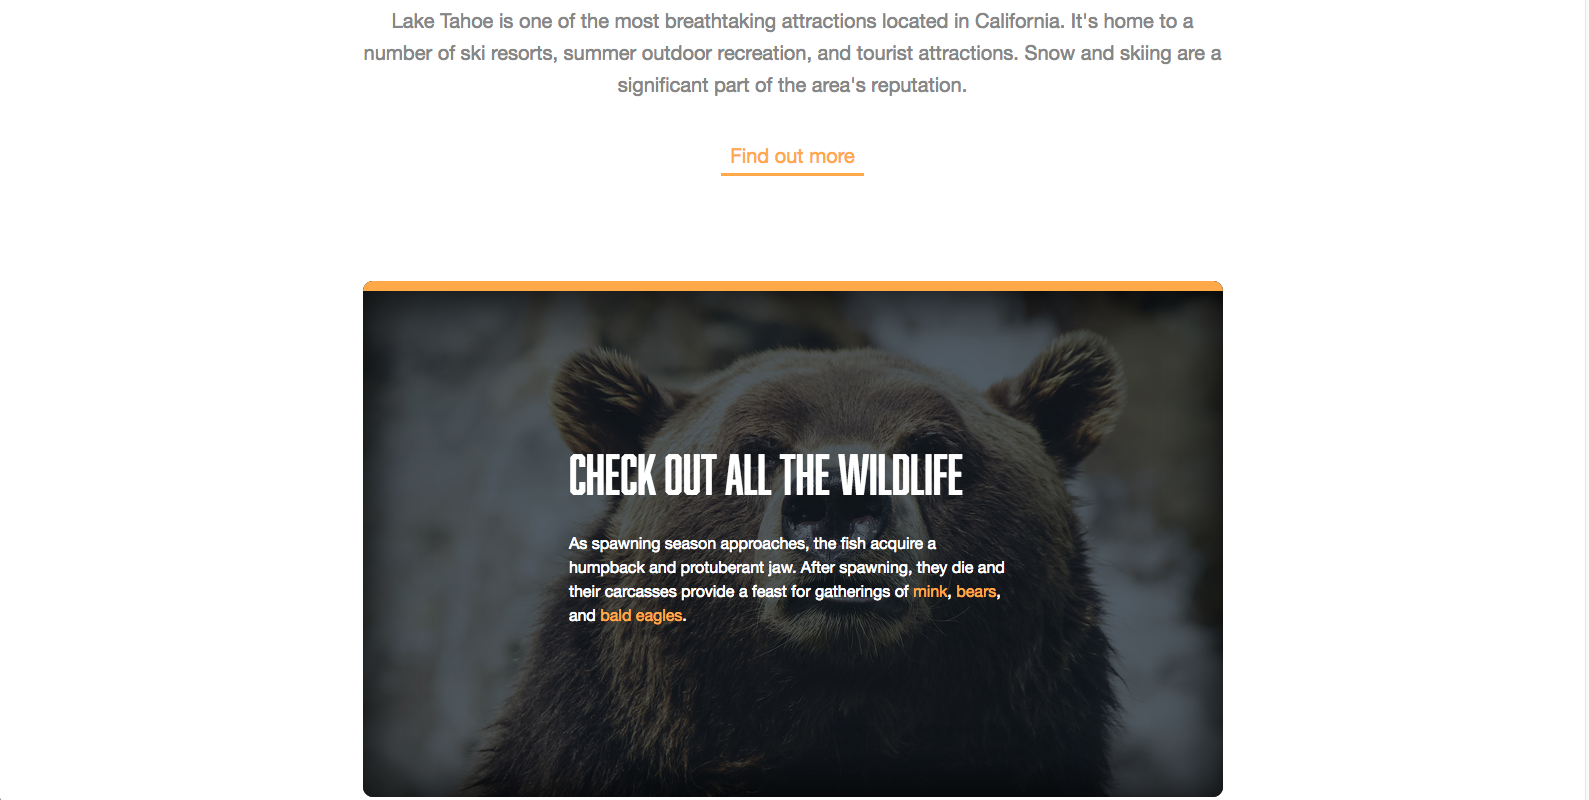 Lake Tahoe is one of the most breathtaking attractions located in California. It's home to a
number of ski resorts, summer outdoor recreation, and tourist attractions. Snow and skiing are a
significant part of the area's reputation.
Find out more
CHECK OUT ALL THE WILDLIFE
As spawning season approaches, the fish acquire a
humpback and protuberant jaw. After spawning, they die and
their carcasses provide a feast for gatherings of mink, bears,
and bald eagles.